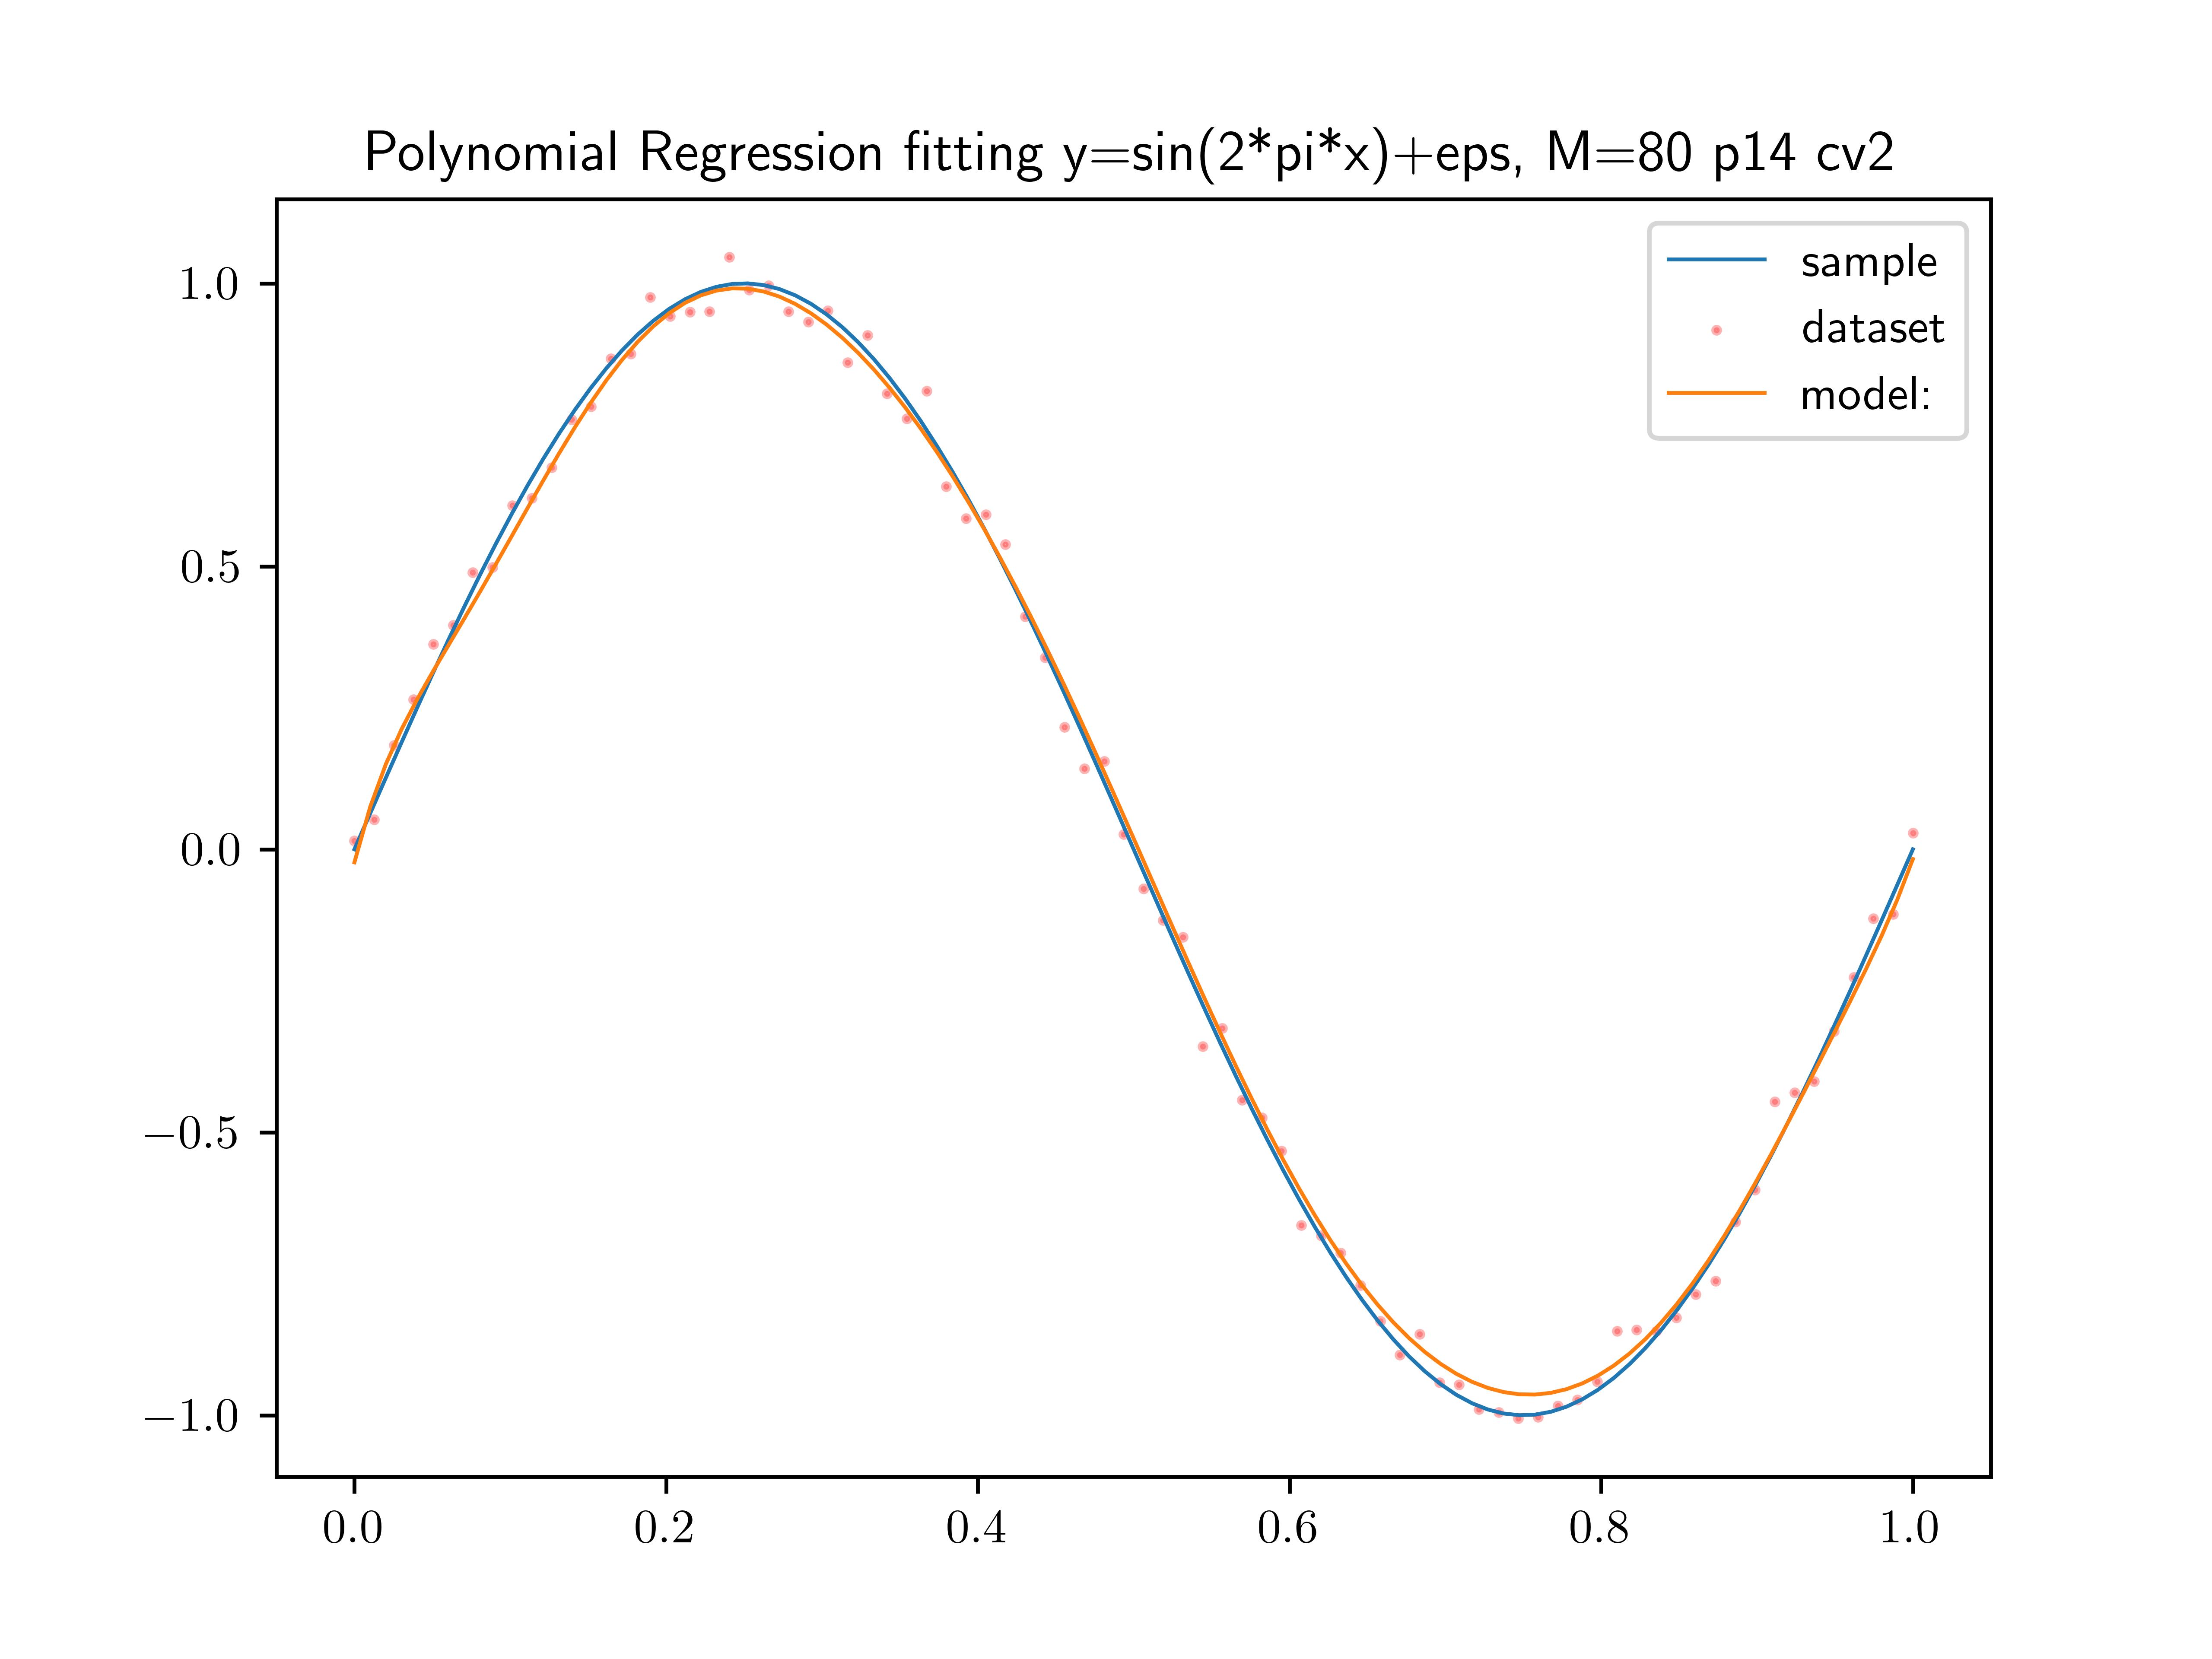 Polynomial Regression fitting y=sin(2*pi*x)+eps, M=80 p14 cv2
sample
dataset
model:
1.0
0.5
0.0
−0.5
−1.0
0.0 0.2 0.4 0.6 0.8 1.0